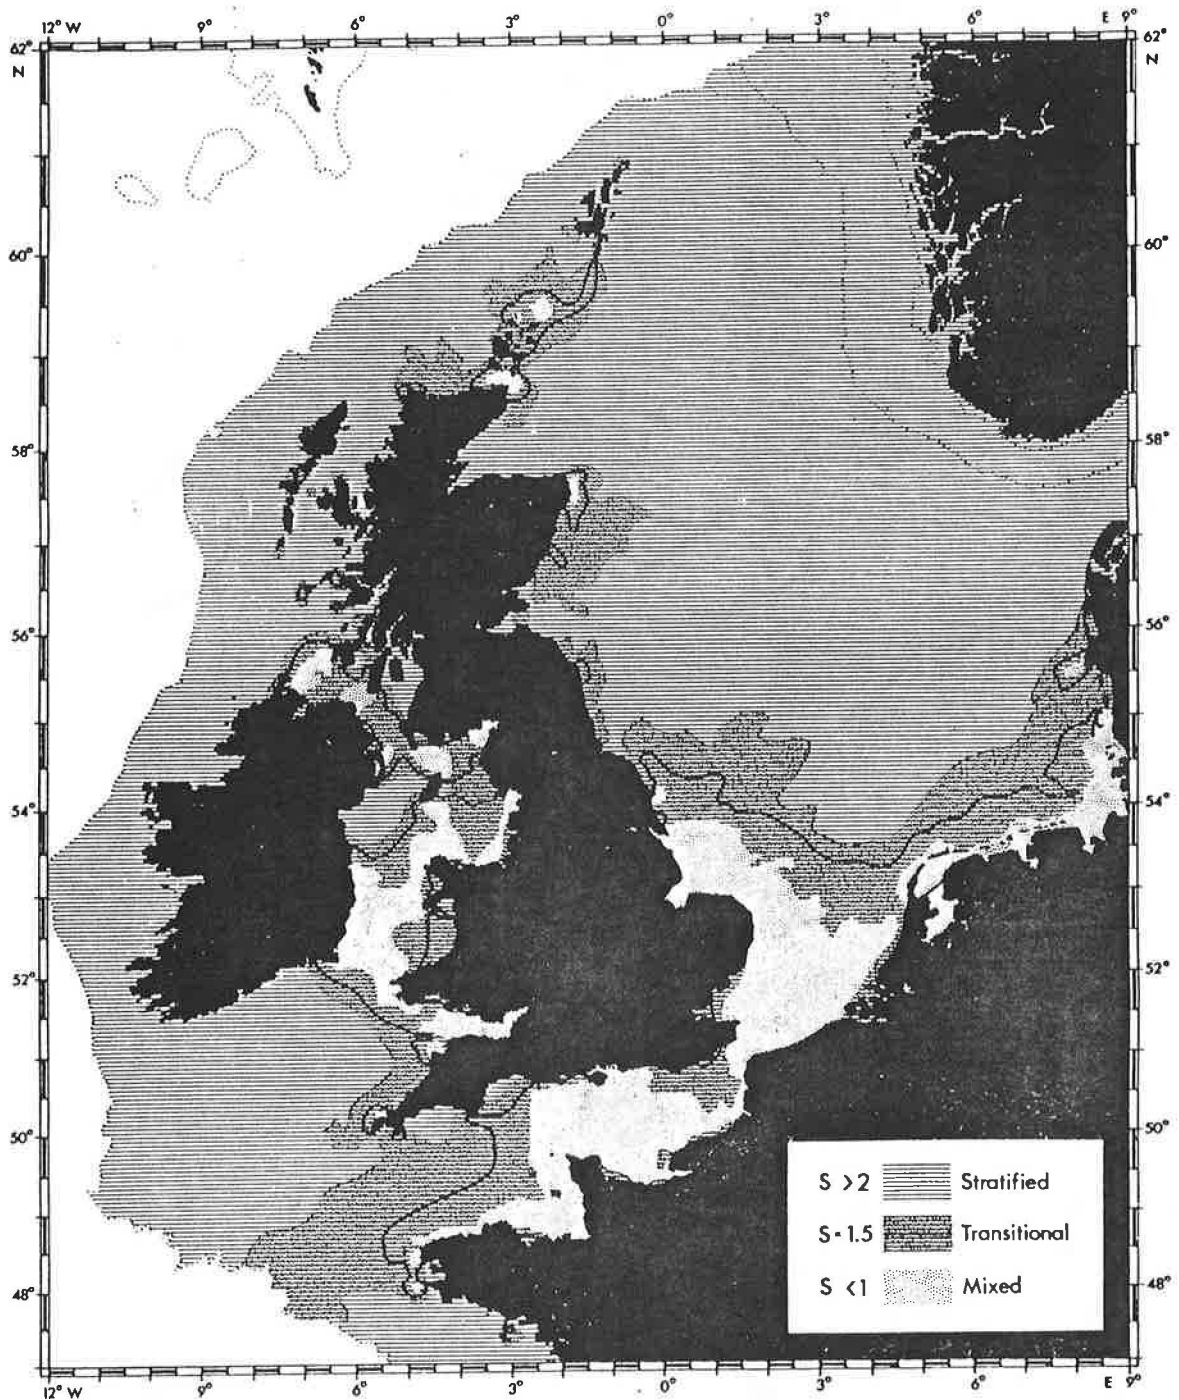 12° W 9° 6° 3° 0° 3° 6° E 9°
62° 62°
N N
60° 60°
58° 58°
56° 56°
54° 54°
52° 52°
50° 50°
S >2 Stratified
S = 1.5 Transitional
S <1 Mixed
48° 48°
N N
12° W 9° 6° 3° 0° 3° 6° E 9°